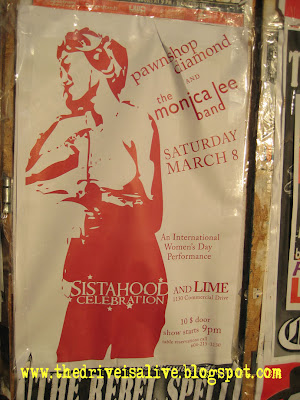 pawnshop
diamond
AND
the
monica lee
band
SATURDAY
MARCH 8
An International
Women's Day
Performance
SISTAHOOD
CELEBRATION
AND LIME
1130 Commercial Drive
10 $ door
show starts 9pm
www.thedriveisalive.blogspot.com
THE REBEL